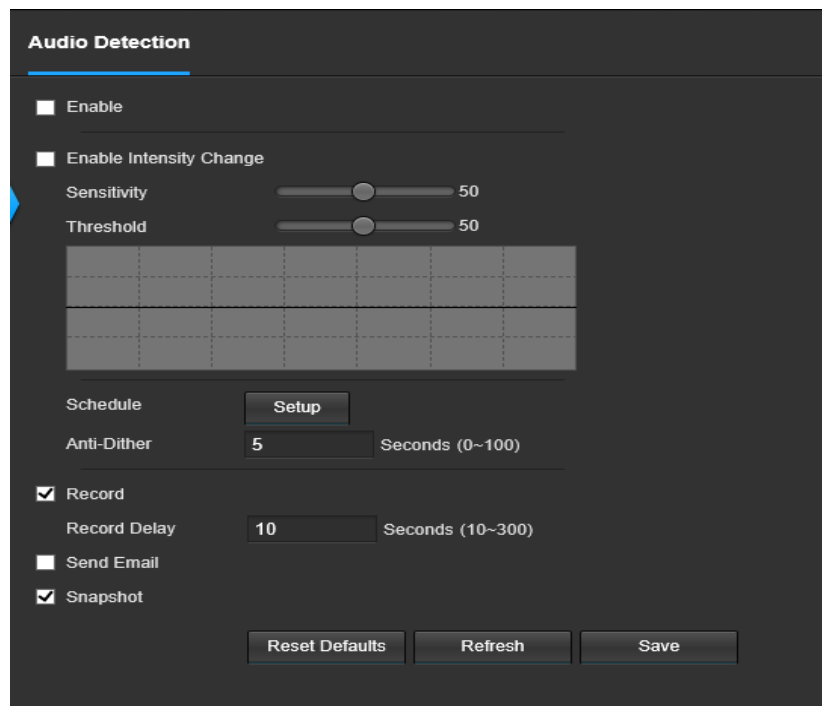 Audio Detection
Enable
Enable Intensity Change
Sensitivity 50
Threshold 50
Schedule Setup
Anti-Dither 5 Seconds (0~100)
Record
Record Delay 10 Seconds (10~300)
Send Email
Snapshot
Reset Defaults Refresh Save